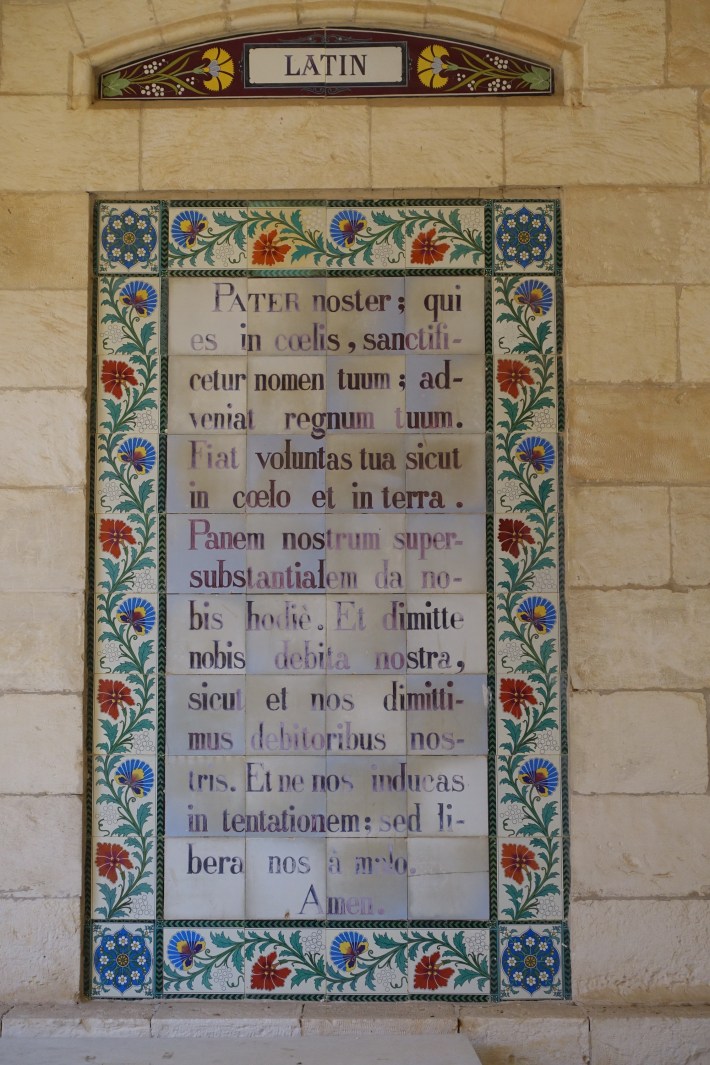 LATIN
PATER noster; qui
es in cœlis, sanctifi-
cetur nomen tuum; ad-
veniat regnum tuum.
Fiat voluntas tua sicut
in cœlo et in terra.
Panem nostrum super-
substantialem da no-
bis hodiè. Et dimitte
nobis debita nostra,
sicut et nos dimitti-
mus debitoribus nos-
tris. Et ne nos inducas
in tentationem; sed li-
bera nos à malo.
Amen.